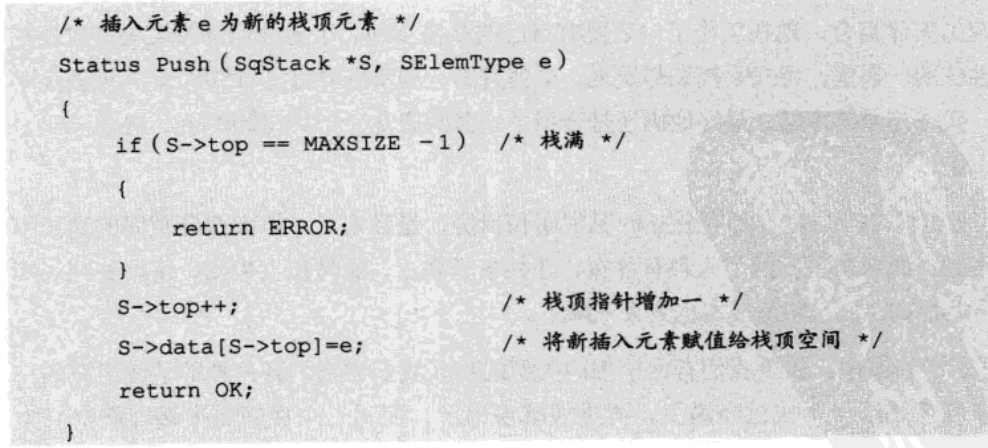 /* 插入元素 e 为新的栈顶元素 */
Status Push (SqStack *S, SElemType e)
{
if (S->top == MAXSIZE -1) /* 栈满 */
{
return ERROR;
}
S->top++; /* 栈顶指针增加一 */
S->data[S->top]=e; /* 将新插入元素赋值给栈顶空间 */
return OK;
}